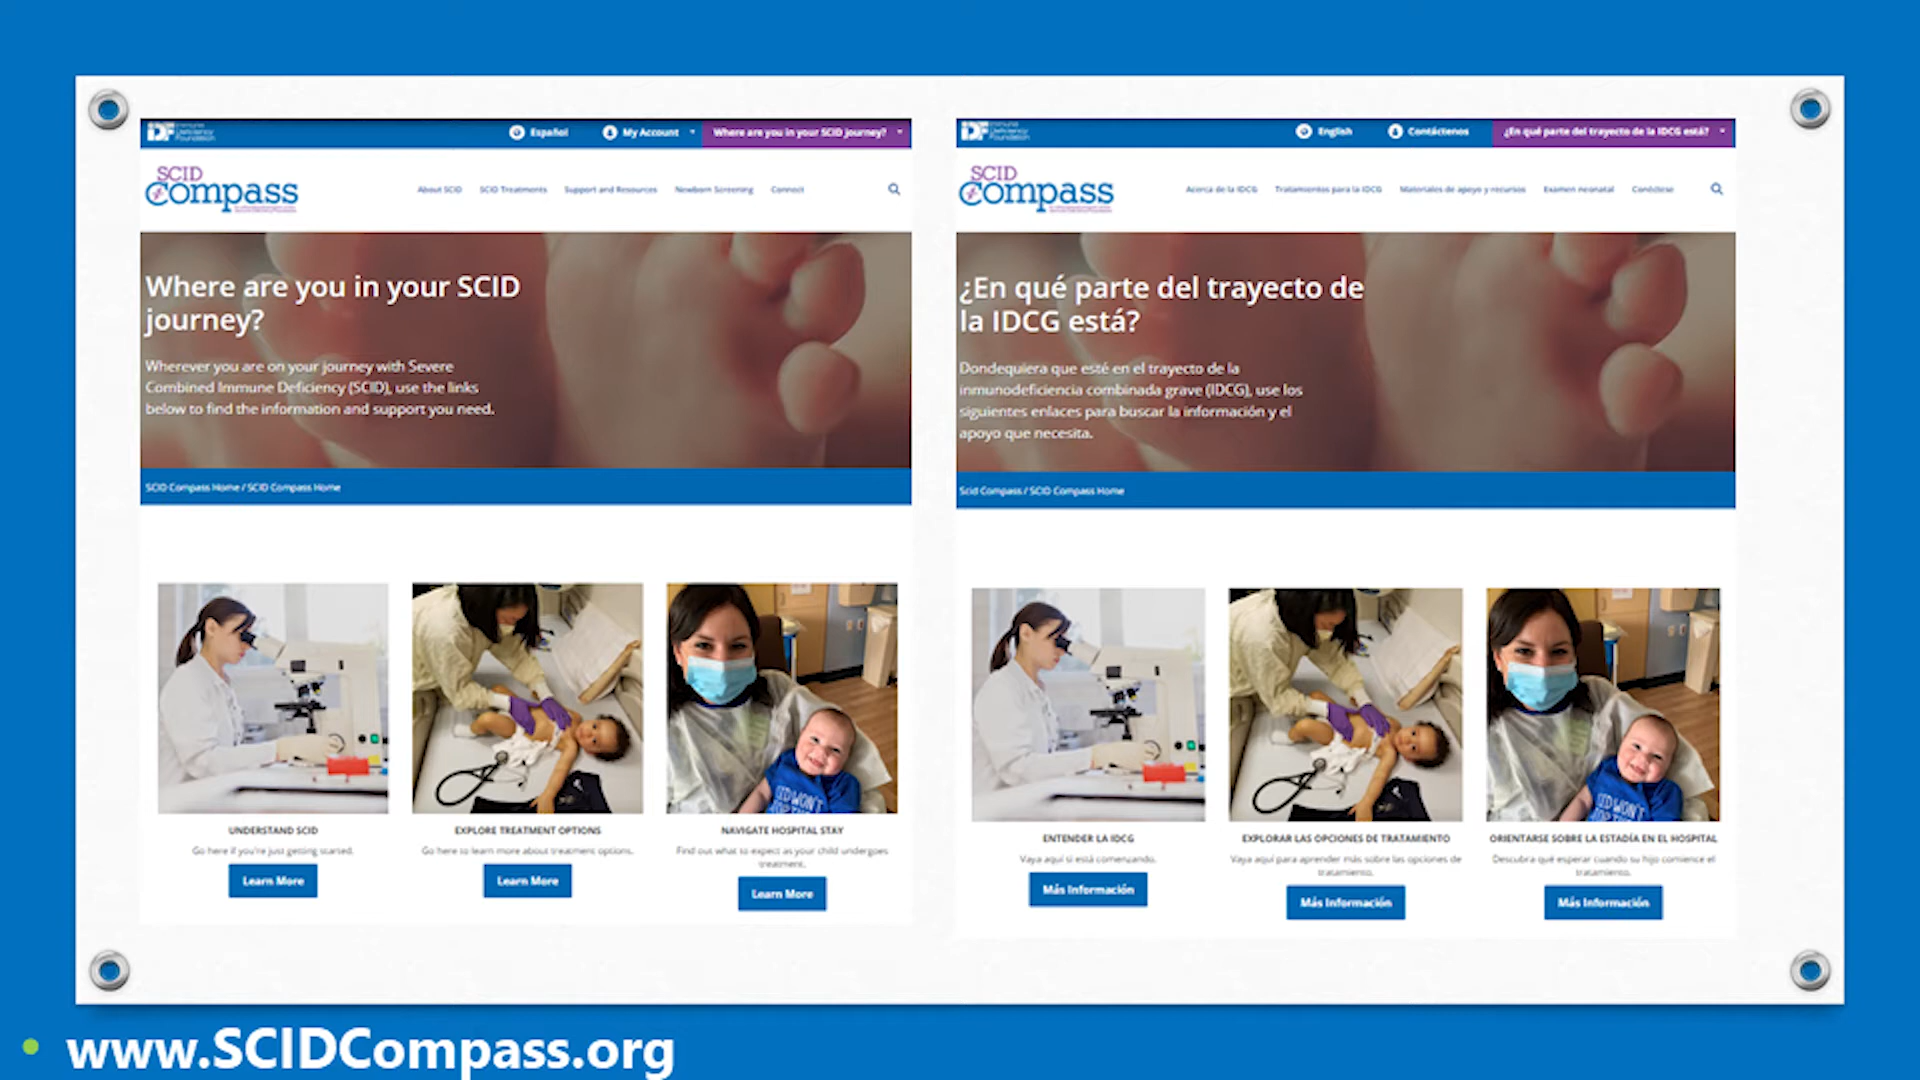 IDF Immune Deficiency Foundation
Español
My Account
Where are you in your SCID journey?
SCID Compass
About SCID
SCID Treatments
Support and Resources
Newborn Screening
Connect
Where are you in your SCID
journey?
Wherever you are on your journey with Severe
Combined Immune Deficiency (SCID), use the links
below to find the information and support you need.
SCID Compass Home / SCID Compass Home
UNDERSTAND SCID
Go here if you're just getting started.
Learn More
EXPLORE TREATMENT OPTIONS
Go here to learn more about treatment options.
Learn More
NAVIGATE HOSPITAL STAY
Find out what to expect as your child undergoes
treatment.
Learn More
IDF Immune Deficiency Foundation
English
Contáctenos
¿En qué parte del trayecto de la IDCG está?
SCID Compass
Acerca de la IDCG
Tratamientos para la IDCG
Materiales de apoyo y recursos
Examen neonatal
Conéctese
¿En qué parte del trayecto de
la IDCG está?
Dondequiera que esté en el trayecto de la
inmunodeficiencia combinada grave (IDCG), use los
siguientes enlaces para buscar la información y el
apoyo que necesita.
Scid Compass / SCID Compass Home
ENTENDER LA IDCG
Vaya aquí si está comenzando.
Más Información
EXPLORAR LAS OPCIONES DE TRATAMIENTO
Vaya aquí para aprender más sobre las opciones de
tratamiento.
Más Información
ORIENTARSE SOBRE LA ESTADÍA EN EL HOSPITAL
Descubra qué esperar cuando su hijo comience el
tratamiento.
Más Información
www.SCIDCompass.org